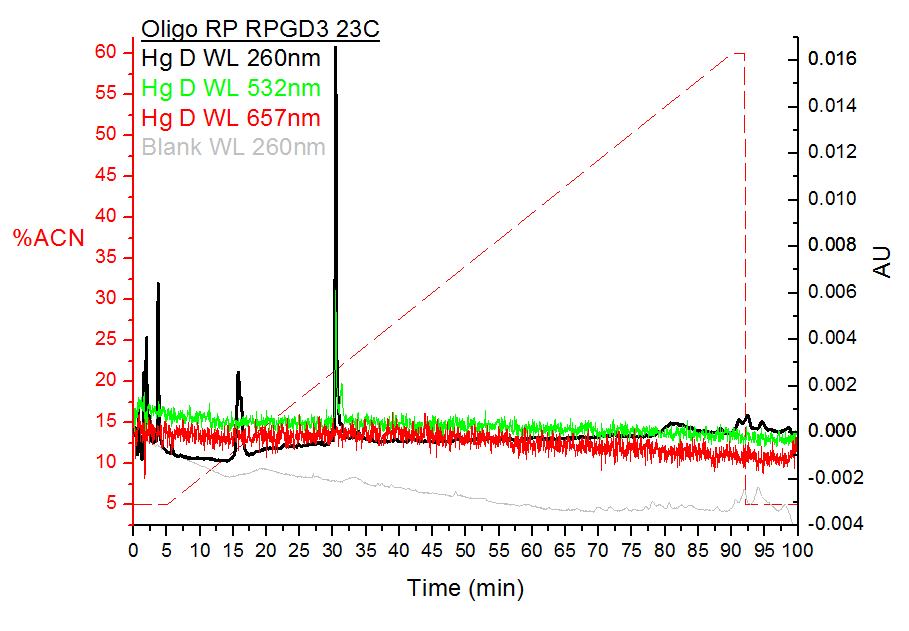 Oligo RP RPGD3 23C
Hg D WL 260nm
Hg D WL 532nm
Hg D WL 657nm
Blank WL 260nm
%ACN
60
55
50
45
40
35
30
25
20
15
10
5
0.016
0.014
0.012
0.010
0.008
0.006
0.004
0.002
0.000
-0.002
-0.004
AU
0 5 10 15 20 25 30 35 40 45 50 55 60 65 70 75 80 85 90 95 100
Time (min)